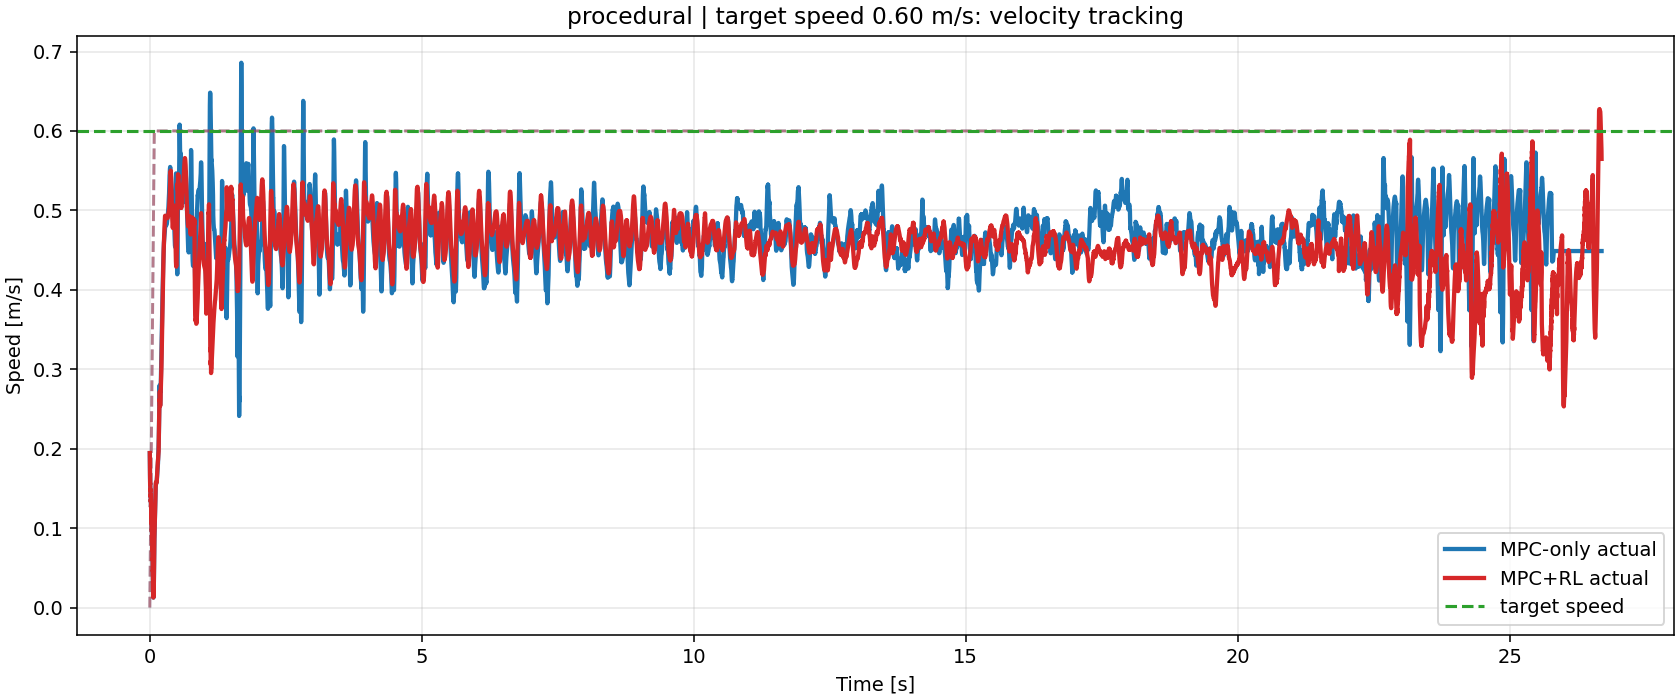 procedural | target speed 0.60 m/s: velocity tracking
Speed [m/s]
0.7
0.6
0.5
0.4
0.3
0.2
0.1
0.0
0
5
10
15
20
25
Time [s]
MPC-only actual
MPC+RL actual
target speed